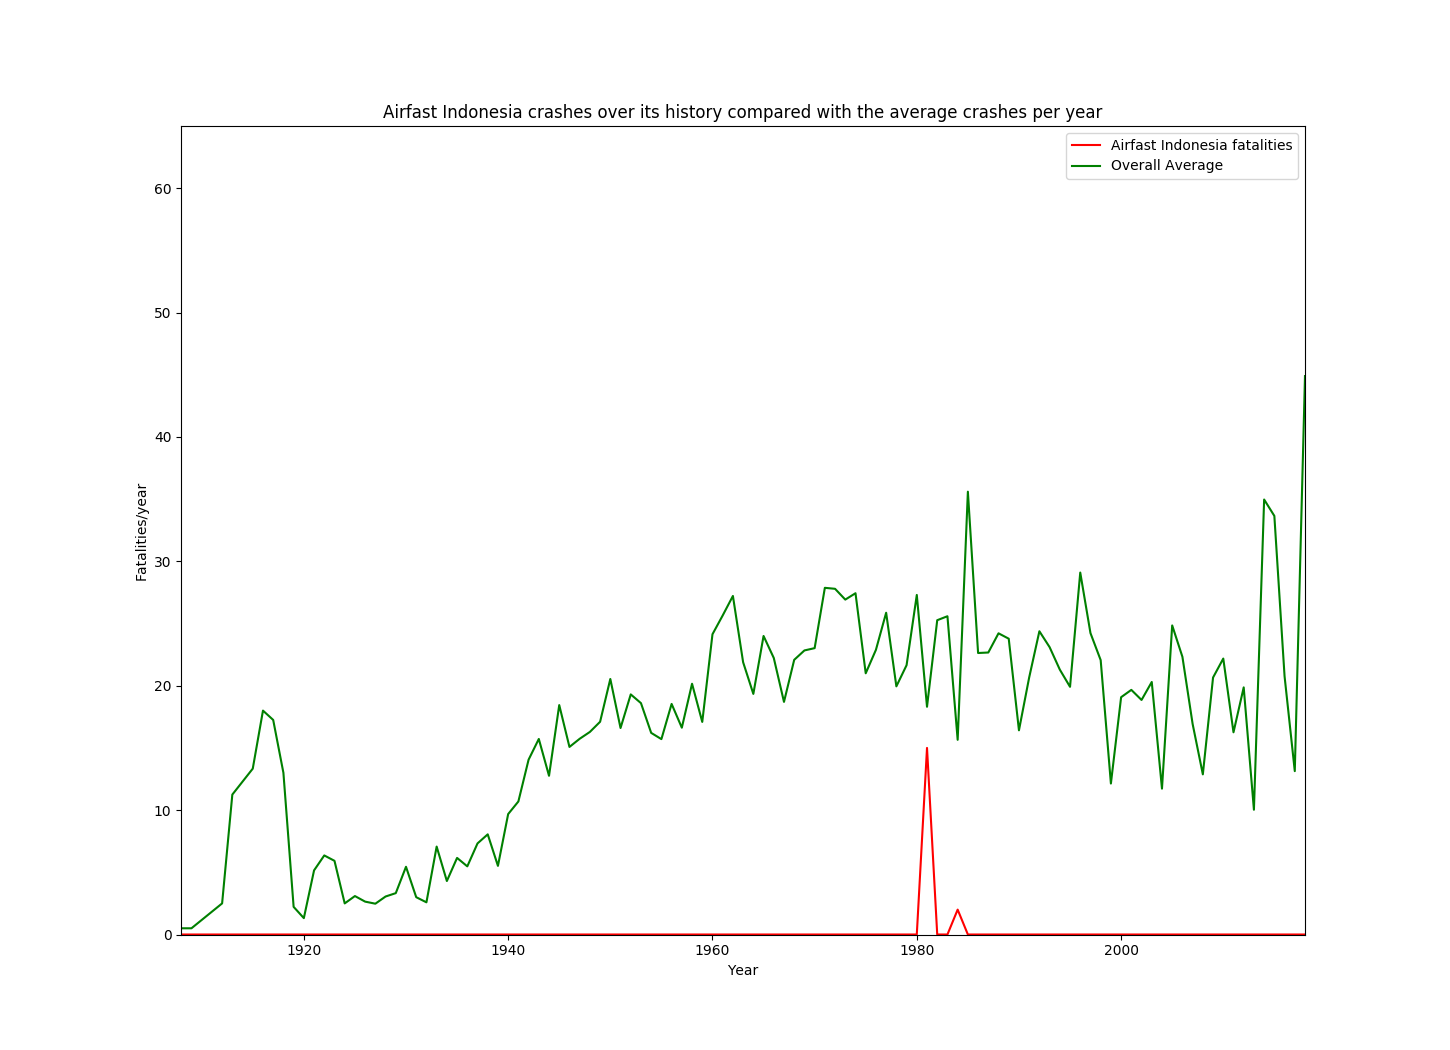 Airfast Indonesia crashes over its history compared with the average crashes per year
Airfast Indonesia fatalities
Overall Average
60
50
40
30
20
10
0
Fatalities/year
1920 1940 1960 1980 2000
Year